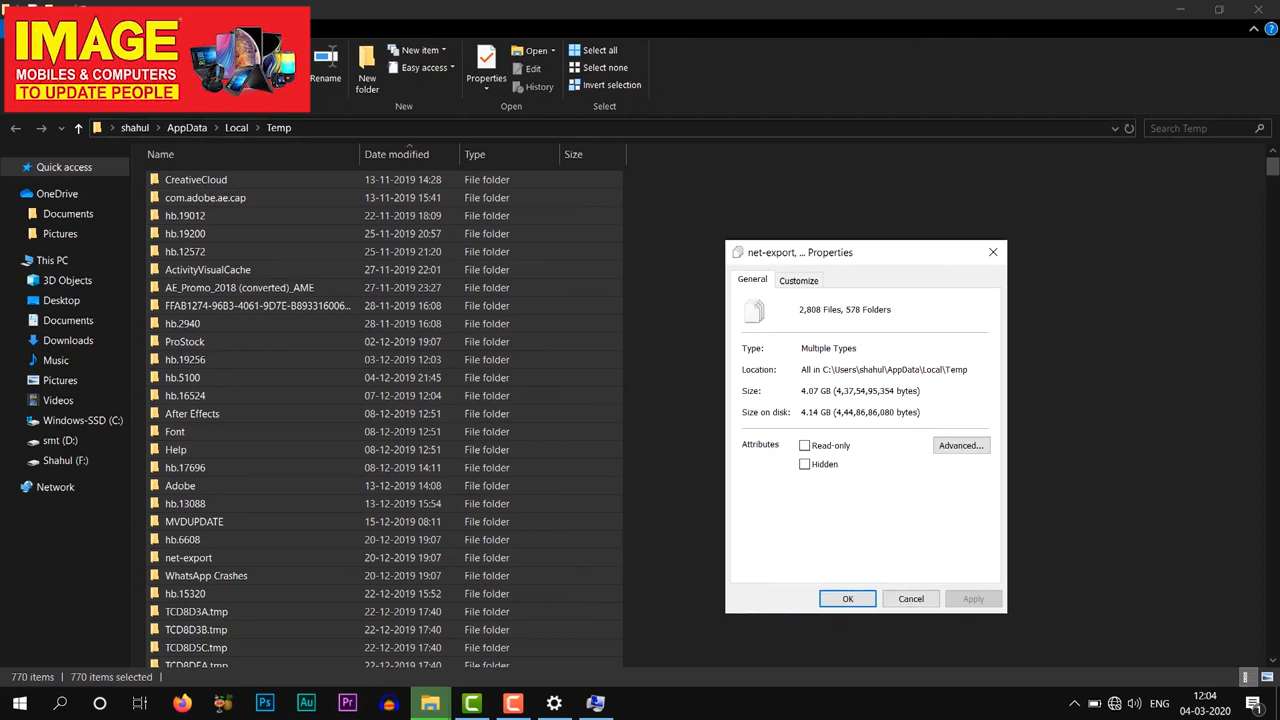 IMAGE
MOBILES & COMPUTERS
TO UPDATE PEOPLE
Rename
New folder
New item
Easy access
New
Properties
Open
Edit
History
Open
Select all
Select none
Invert selection
Select
shahul > AppData > Local > Temp
Search Temp
Quick access
OneDrive
Documents
Pictures
This PC
3D Objects
Desktop
Documents
Downloads
Music
Pictures
Videos
Windows-SSD (C:)
smt (D:)
Shahul (F:)
Network
Name Date modified Type Size
CreativeCloud 13-11-2019 14:28 File folder
com.adobe.ae.cap 13-11-2019 15:41 File folder
hb.19012 22-11-2019 18:09 File folder
hb.19200 25-11-2019 20:57 File folder
hb.12572 25-11-2019 21:20 File folder
ActivityVisualCache 27-11-2019 22:01 File folder
AE_Promo_2018 (converted)_AME 27-11-2019 23:27 File folder
FFAB1274-96B3-4061-9D7E-B893316006... 28-11-2019 16:08 File folder
hb.2940 28-11-2019 16:08 File folder
ProStock 02-12-2019 19:07 File folder
hb.19256 03-12-2019 12:03 File folder
hb.5100 04-12-2019 21:45 File folder
hb.16524 07-12-2019 12:04 File folder
After Effects 08-12-2019 12:51 File folder
Font 08-12-2019 12:51 File folder
Help 08-12-2019 12:51 File folder
hb.17696 08-12-2019 14:11 File folder
Adobe 13-12-2019 14:08 File folder
hb.13088 13-12-2019 15:54 File folder
MVDUPDATE 15-12-2019 08:11 File folder
hb.6608 20-12-2019 19:07 File folder
net-export 20-12-2019 19:07 File folder
WhatsApp Crashes 20-12-2019 19:07 File folder
hb.15320 22-12-2019 15:52 File folder
TCD8D3A.tmp 22-12-2019 17:40 File folder
TCD8D3B.tmp 22-12-2019 17:40 File folder
TCD8D5C.tmp 22-12-2019 17:40 File folder
TCD8DFA.tmp 22-12-2019 17:40 File folder
net-export, ... Properties
General Customize
2,808 Files, 578 Folders
Type: Multiple Types
Location: All in C:\Users\shahul\AppData\Local\Temp
Size: 4.07 GB (4,37,54,95,354 bytes)
Size on disk: 4.14 GB (4,44,86,86,080 bytes)
Attributes Read-only Advanced...
Hidden
OK Cancel Apply
770 items 770 items selected
Ps Au Pr
ENG
12:04
04-03-2020